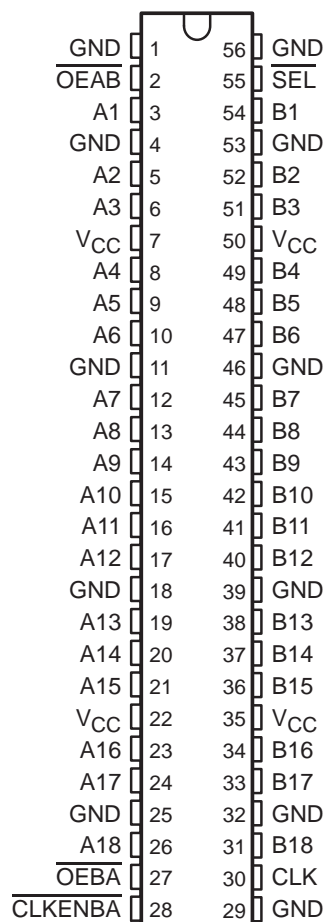 GND 1 56 GND
O̅E̅A̅B̅ 2 55 S̅E̅L̅
A1 3 54 B1
GND 4 53 GND
A2 5 52 B2
A3 6 51 B3
VCC 7 50 VCC
A4 8 49 B4
A5 9 48 B5
A6 10 47 B6
GND 11 46 GND
A7 12 45 B7
A8 13 44 B8
A9 14 43 B9
A10 15 42 B10
A11 16 41 B11
A12 17 40 B12
GND 18 39 GND
A13 19 38 B13
A14 20 37 B14
A15 21 36 B15
VCC 22 35 VCC
A16 23 34 B16
A17 24 33 B17
GND 25 32 GND
A18 26 31 B18
O̅E̅B̅A̅ 27 30 CLK
C̅L̅K̅E̅N̅B̅A̅ 28 29 GND